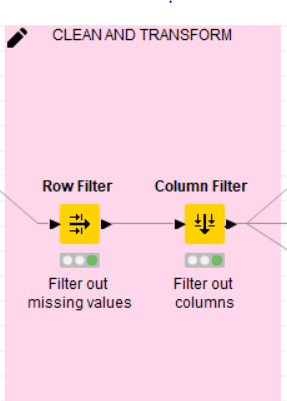 CLEAN AND TRANSFORM
Row Filter
Column Filter
Filter out
missing values
Filter out
columns